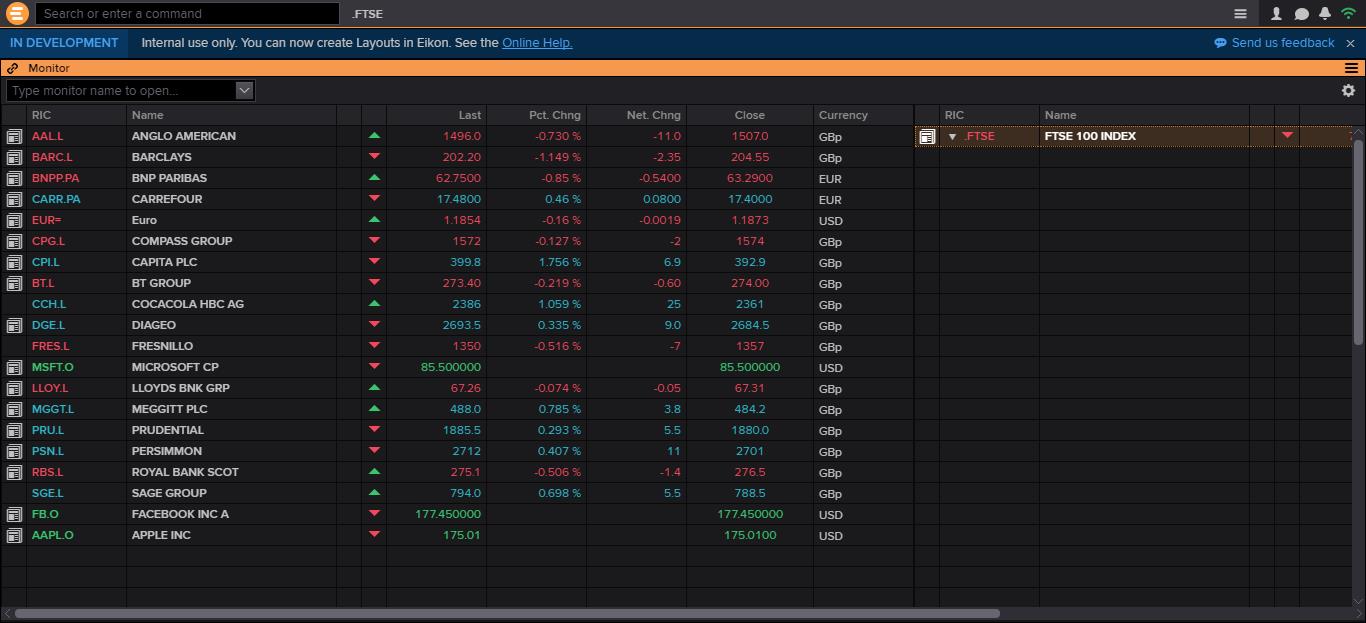 Search or enter a command .FTSE
IN DEVELOPMENT Internal use only. You can now create Layouts in Eikon. See the Online Help. Send us feedback
Monitor
Type monitor name to open...
RIC Name Last Pct. Chng Net. Chng Close Currency RIC Name
AAL.L ANGLO AMERICAN 1496.0 -0.730 % -11.0 1507.0 GBp .FTSE FTSE 100 INDEX
BARC.L BARCLAYS 202.20 -1.149 % -2.35 204.55 GBp
BNPP.PA BNP PARIBAS 62.7500 -0.85 % -0.5400 63.2900 EUR
CARR.PA CARREFOUR 17.4800 0.46 % 0.0800 17.4000 EUR
EUR= Euro 1.1854 -0.16 % -0.0019 1.1873 USD
CPG.L COMPASS GROUP 1572 -0.127 % -2 1574 GBp
CPI.L CAPITA PLC 399.8 1.756 % 6.9 392.9 GBp
BT.L BT GROUP 273.40 -0.219 % -0.60 274.00 GBp
CCH.L COCACOLA HBC AG 2386 1.059 % 25 2361 GBp
DGE.L DIAGEO 2693.5 0.335 % 9.0 2684.5 GBp
FRES.L FRESNILLO 1350 -0.516 % -7 1357 GBp
MSFT.O MICROSOFT CP 85.500000 85.500000 USD
LLOY.L LLOYDS BNK GRP 67.26 -0.074 % -0.05 67.31 GBp
MGGT.L MEGGITT PLC 488.0 0.785 % 3.8 484.2 GBp
PRU.L PRUDENTIAL 1885.5 0.293 % 5.5 1880.0 GBp
PSN.L PERSIMMON 2712 0.407 % 11 2701 GBp
RBS.L ROYAL BANK SCOT 275.1 -0.506 % -1.4 276.5 GBp
SGE.L SAGE GROUP 794.0 0.698 % 5.5 788.5 GBp
FB.O FACEBOOK INC A 177.450000 177.450000 USD
AAPL.O APPLE INC 175.01 175.0100 USD